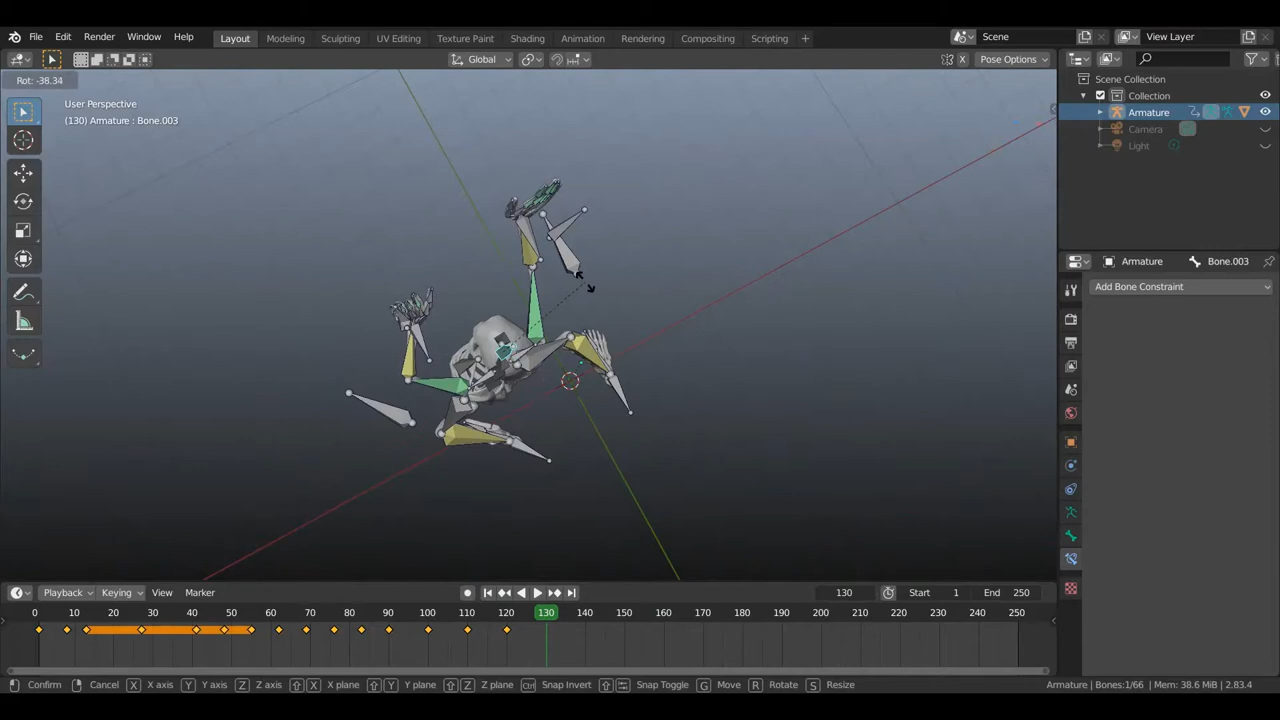 File Edit Render Window Help Layout Modeling Sculpting UV Editing Texture Paint Shading Animation Rendering Compositing Scripting + Scene View Layer
Global X Pose Options
Rot: -38.34
User Perspective
(130) Armature : Bone.003
Scene Collection
Collection
Armature
Camera
Light
Armature Bone.003
Add Bone Constraint
Playback Keying View Marker 130 Start 1 End 250
0 10 20 30 40 50 60 70 80 90 100 110 120 130 140 150 160 170 180 190 200 210 220 230 240 250
Confirm Cancel X X axis Y Y axis Z Z axis X X plane Y Y plane Z Z plane Ctrl Snap Invert Snap Toggle G Move R Rotate S Resize Armature | Bones:1/66 | Mem: 38.6 MiB | 2.83.4